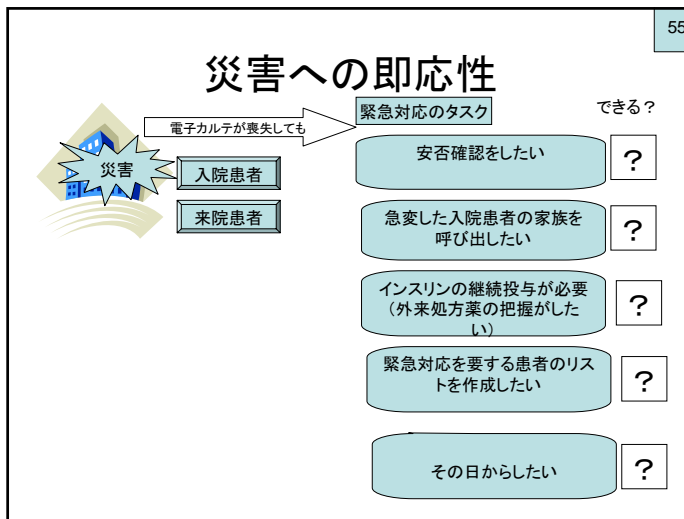 55
災害への即応性
電子カルテが喪失しても
緊急対応のタスク
できる？
災害
入院患者
来院患者
安否確認をしたい
？
急変した入院患者の家族を
呼び出したい
？
インスリンの継続投与が必要
（外来処方薬の把握がした
い）
？
緊急対応を要する患者のリス
トを作成したい
？
その日からしたい
？